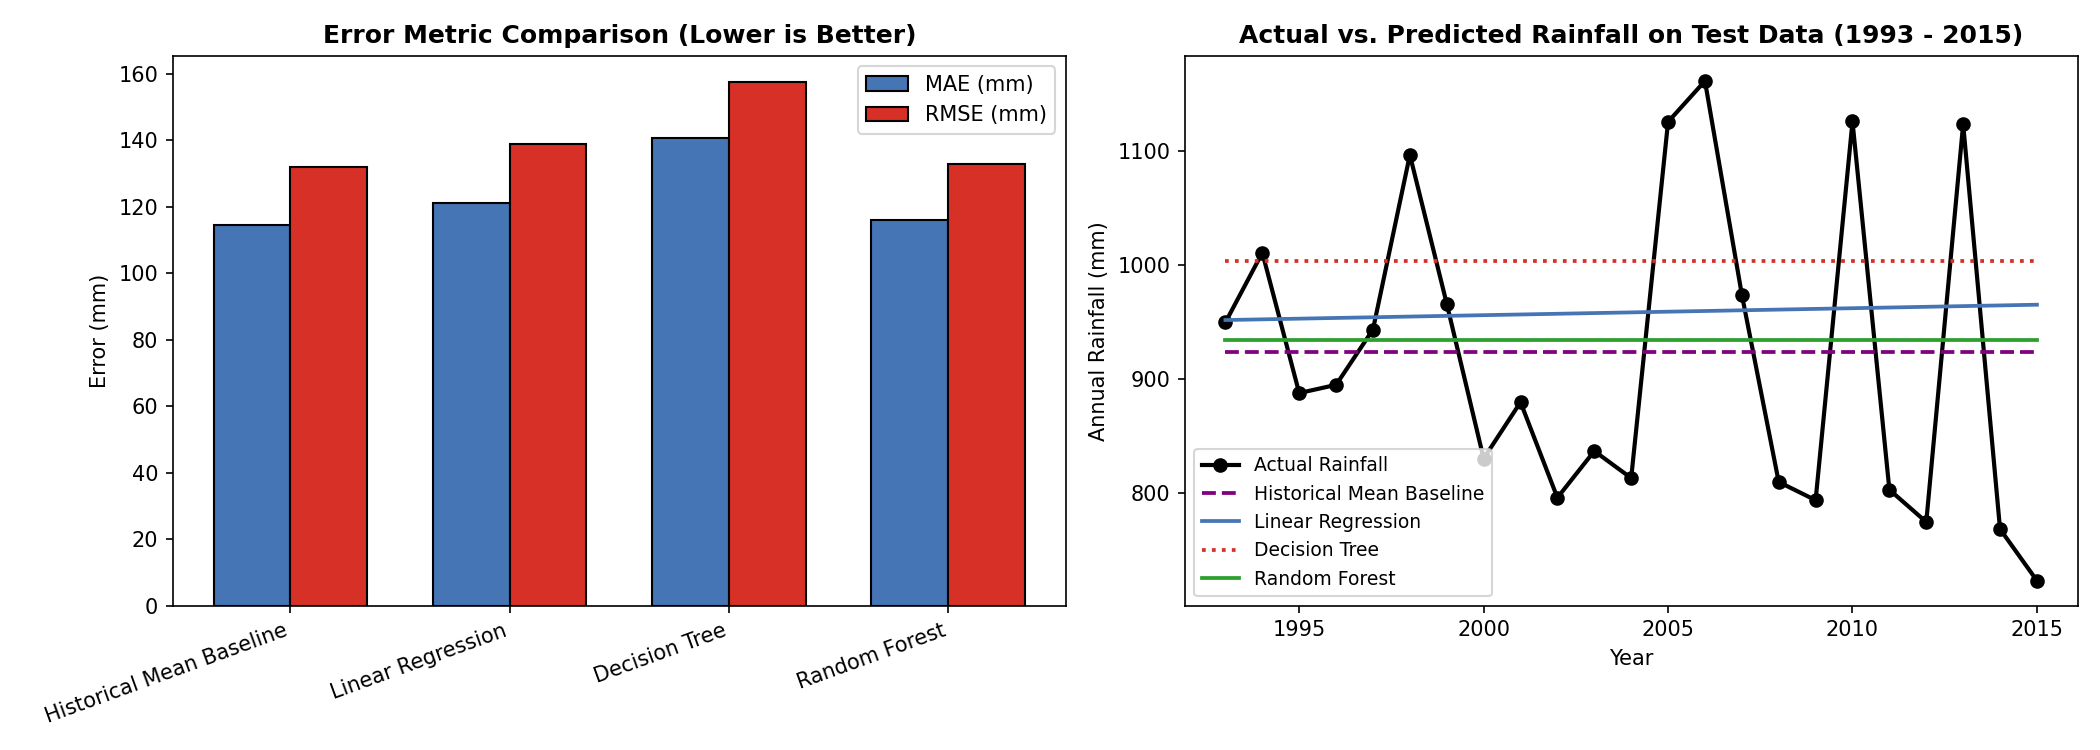 Error Metric Comparison (Lower is Better)
Error (mm)
160
140
120
100
80
60
40
20
0
MAE (mm)
RMSE (mm)
Historical Mean Baseline
Linear Regression
Decision Tree
Random Forest
Actual vs. Predicted Rainfall on Test Data (1993 - 2015)
Annual Rainfall (mm)
1100
1000
900
800
Actual Rainfall
Historical Mean Baseline
Linear Regression
Decision Tree
Random Forest
1995 2000 2005 2010 2015
Year